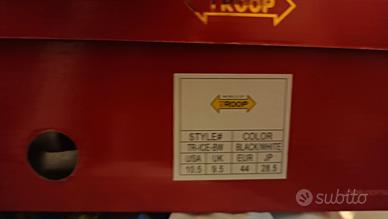 TROOP
TROOP
STYLE# COLOR
TR-ICE-BW BLACK/WHITE
USA UK EUR JP
10.5 9.5 44 28.5
subito